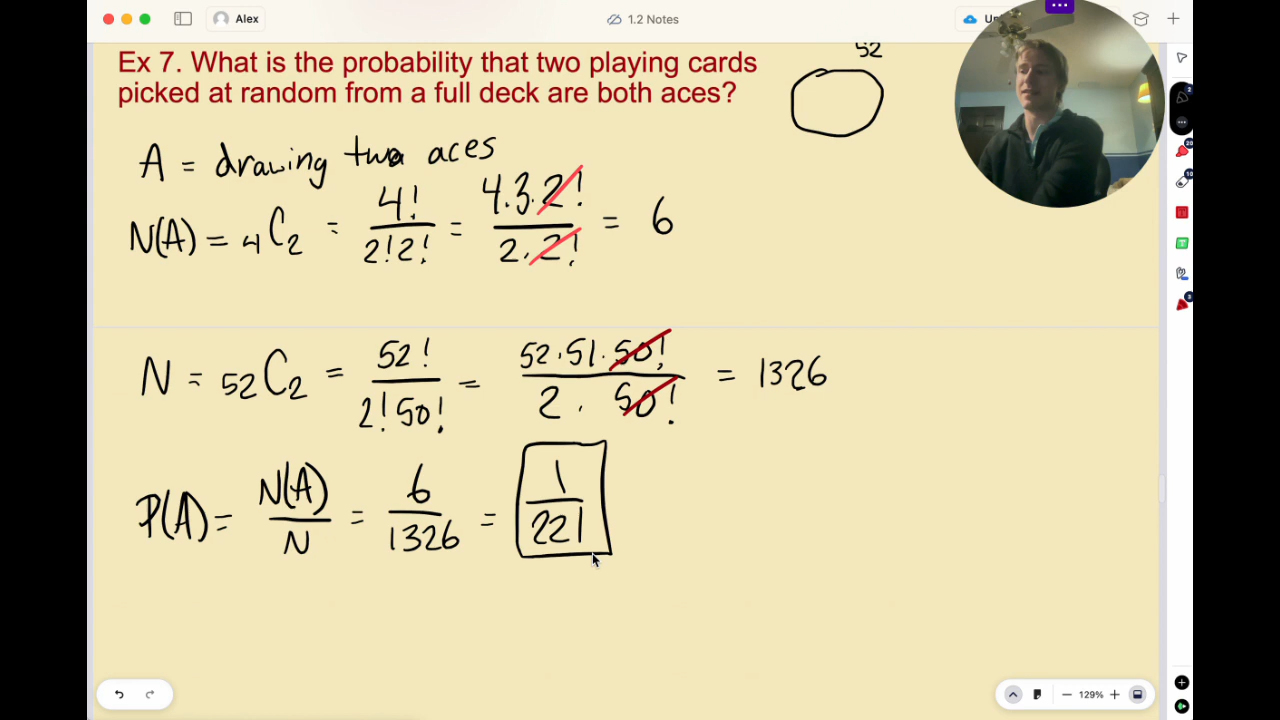 Alex
1.2 Notes
52
Ex 7. What is the probability that two playing cards
picked at random from a full deck are both aces?
A = drawing two aces
N(A) = ₄C₂ = 4!/2!2! = 4.3.2!/2.2! = 6
N = ₅₂C₂ = 52!/2!50! = 52.51.50!/2.50! = 1326
P(A) = N(A)/N = 6/1326 = 1/221
129%